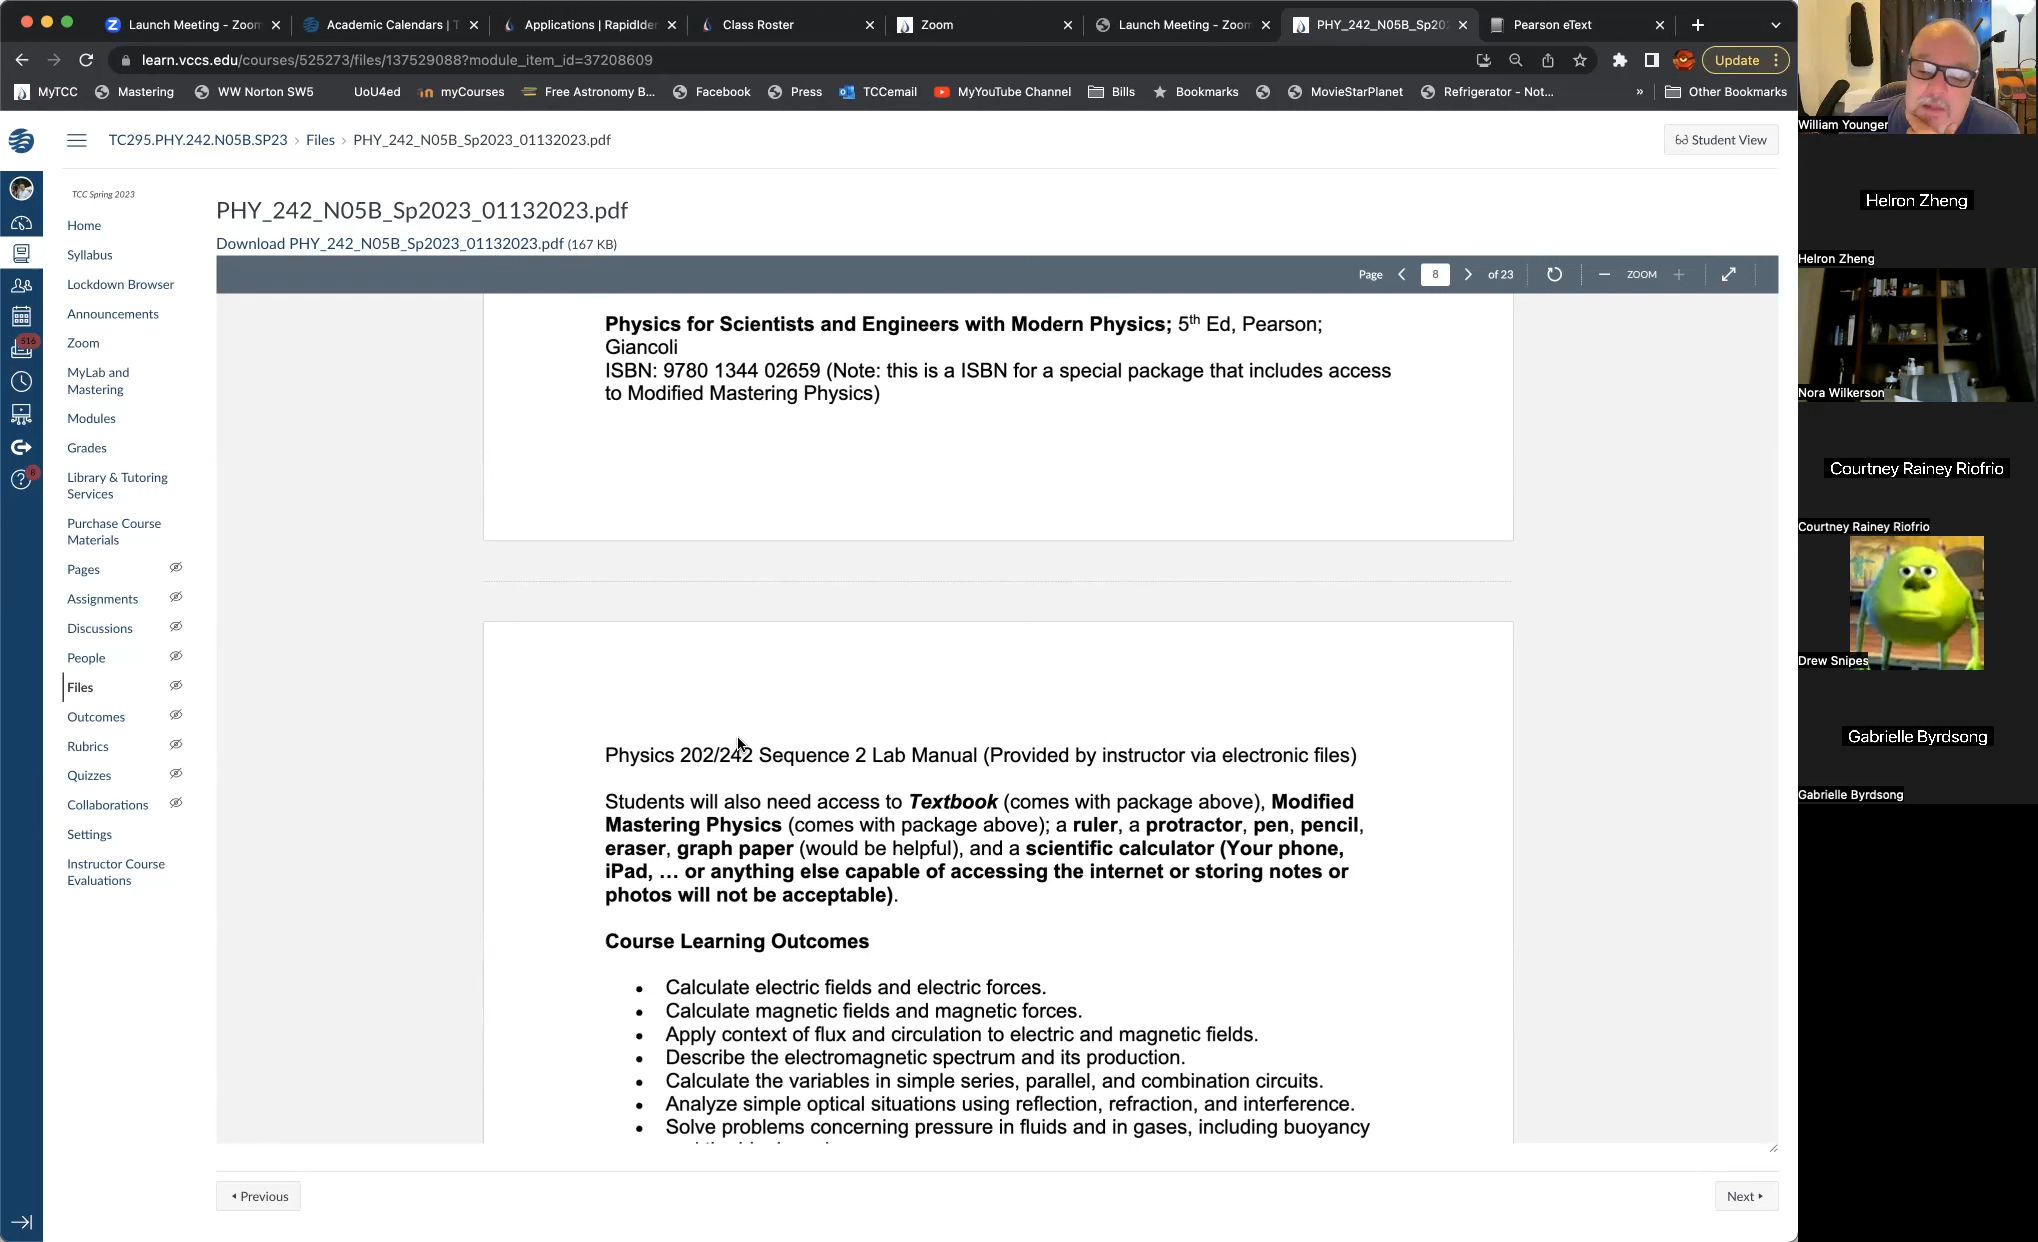 Launch Meeting - Zoom
Academic Calendars | T
Applications | RapidIde
Class Roster
Zoom
Launch Meeting - Zoom
PHY_242_N05B_Sp20
Pearson eText
learn.vccs.edu/courses/525273/files/137529088?module_item_id=37208609
Update
MyTCC
Mastering
WW Norton SW5
UoU4ed
myCourses
Free Astronomy B...
Facebook
Press
TCCemail
MyYouTube Channel
Bills
Bookmarks
MovieStarPlanet
Refrigerator - Not...
»
Other Bookmarks
TC295.PHY.242.N05B.SP23 › Files › PHY_242_N05B_Sp2023_01132023.pdf
Student View
516
8
TCC Spring 2023
Home
Syllabus
Lockdown Browser
Announcements
Zoom
MyLab and
Mastering
Modules
Grades
Library & Tutoring
Services
Purchase Course
Materials
Pages
Assignments
Discussions
People
Files
Outcomes
Rubrics
Quizzes
Collaborations
Settings
Instructor Course
Evaluations
PHY_242_N05B_Sp2023_01132023.pdf
Download PHY_242_N05B_Sp2023_01132023.pdf (167 KB)
Page 8 of 23 ZOOM
Physics for Scientists and Engineers with Modern Physics; 5th Ed, Pearson;
Giancoli
ISBN: 9780 1344 02659 (Note: this is a ISBN for a special package that includes access
to Modified Mastering Physics)
Physics 202/242 Sequence 2 Lab Manual (Provided by instructor via electronic files)
Students will also need access to Textbook (comes with package above), Modified
Mastering Physics (comes with package above); a ruler, a protractor, pen, pencil,
eraser, graph paper (would be helpful), and a scientific calculator (Your phone,
iPad, … or anything else capable of accessing the internet or storing notes or
photos will not be acceptable).
Course Learning Outcomes
• Calculate electric fields and electric forces.
• Calculate magnetic fields and magnetic forces.
• Apply context of flux and circulation to electric and magnetic fields.
• Describe the electromagnetic spectrum and its production.
• Calculate the variables in simple series, parallel, and combination circuits.
• Analyze simple optical situations using reflection, refraction, and interference.
• Solve problems concerning pressure in fluids and in gases, including buoyancy
Previous
Next
William Younger
Helron Zheng
Helron Zheng
Nora Wilkerson
Courtney Rainey Riofrio
Courtney Rainey Riofrio
Drew Snipes
Gabrielle Byrdsong
Gabrielle Byrdsong